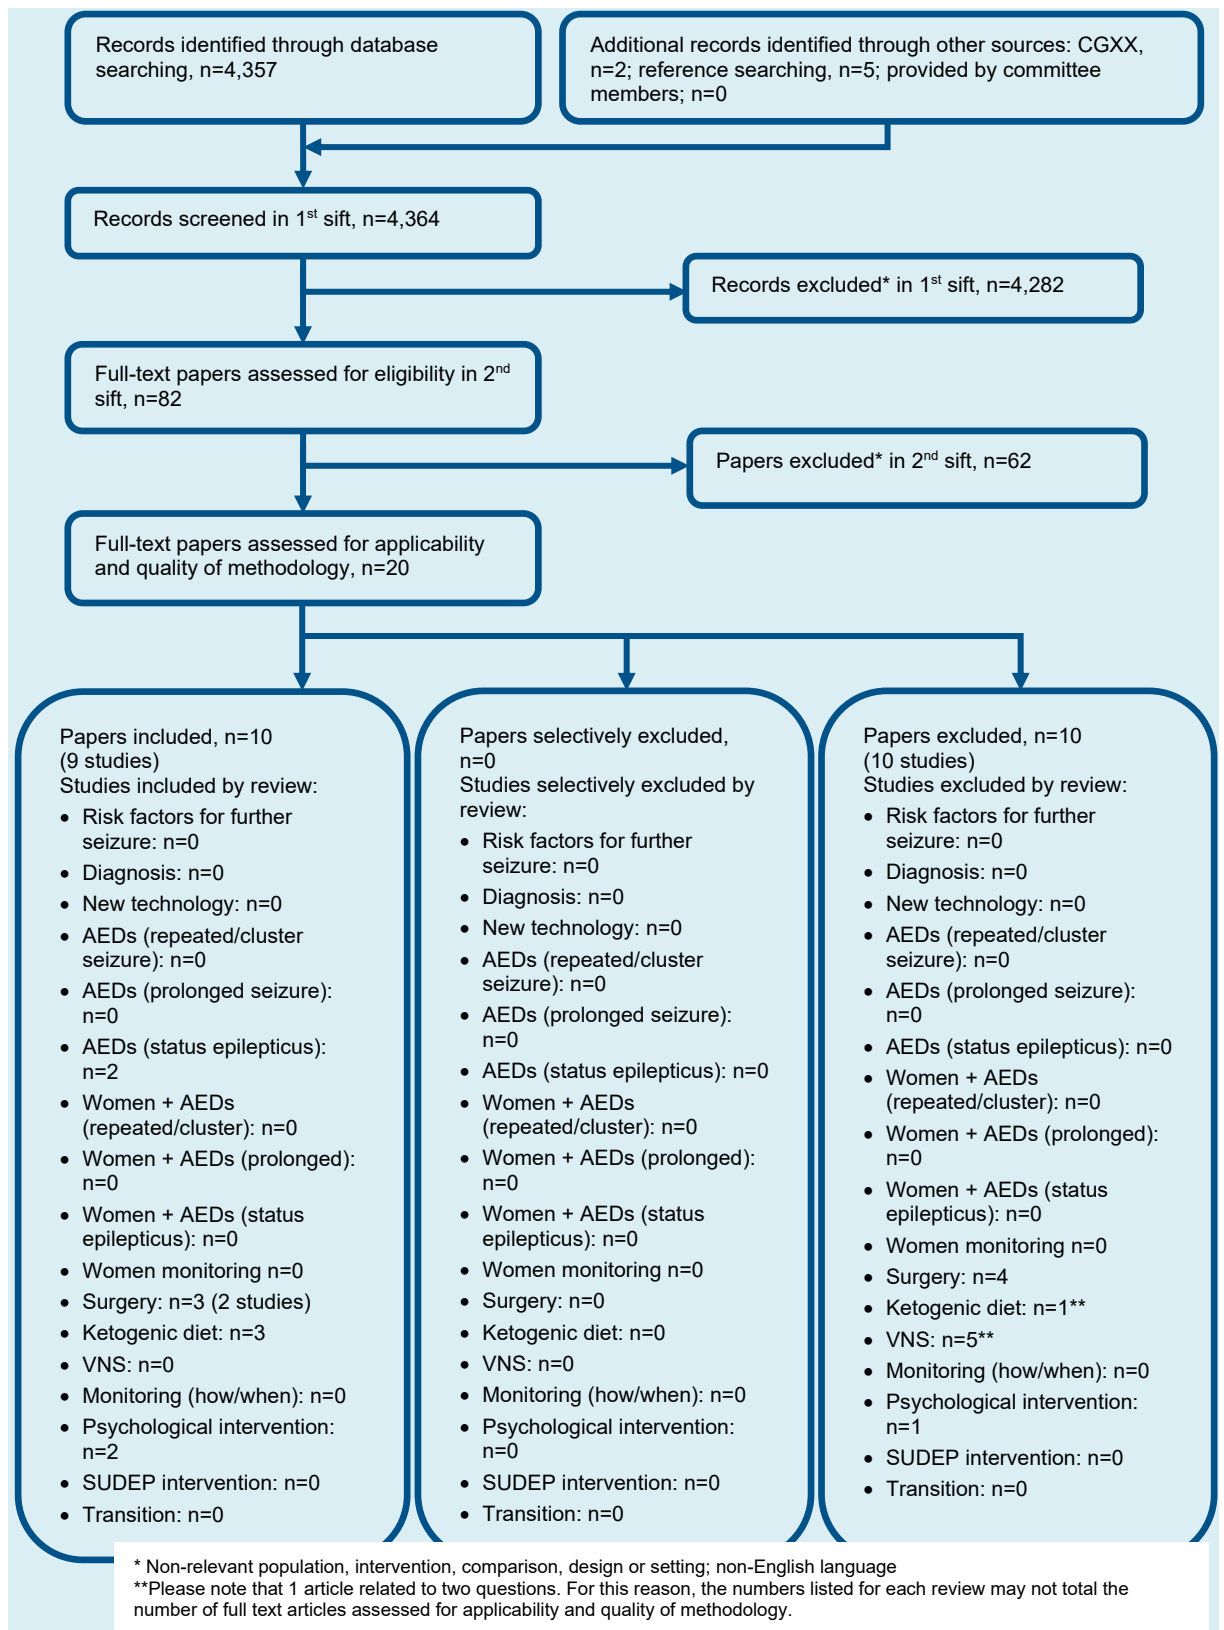 Records identified through database
searching, n=4,357
Additional records identified through other sources: CGXX,
n=2; reference searching, n=5; provided by committee
members; n=0
Records screened in 1st sift, n=4,364
Records excluded* in 1st sift, n=4,282
Full-text papers assessed for eligibility in 2nd
sift, n=82
Papers excluded* in 2nd sift, n=62
Full-text papers assessed for applicability
and quality of methodology, n=20
Papers included, n=10
(9 studies)
Studies included by review:
• Risk factors for further
seizure: n=0
• Diagnosis: n=0
• New technology: n=0
• AEDs (repeated/cluster
seizure): n=0
• AEDs (prolonged seizure):
n=0
• AEDs (status epilepticus):
n=2
• Women + AEDs
(repeated/cluster): n=0
• Women + AEDs (prolonged):
n=0
• Women + AEDs (status
epilepticus): n=0
• Women monitoring n=0
• Surgery: n=3 (2 studies)
• Ketogenic diet: n=3
• VNS: n=0
• Monitoring (how/when): n=0
• Psychological intervention:
n=2
• SUDEP intervention: n=0
• Transition: n=0
Papers selectively excluded,
n=0
Studies selectively excluded by
review:
• Risk factors for further
seizure: n=0
• Diagnosis: n=0
• New technology: n=0
• AEDs (repeated/cluster
seizure): n=0
• AEDs (prolonged seizure):
n=0
• AEDs (status epilepticus): n=0
• Women + AEDs
(repeated/cluster): n=0
• Women + AEDs (prolonged):
n=0
• Women + AEDs (status
epilepticus): n=0
• Women monitoring n=0
• Surgery: n=0
• Ketogenic diet: n=0
• VNS: n=0
• Monitoring (how/when): n=0
• Psychological intervention:
n=0
• SUDEP intervention: n=0
• Transition: n=0
Papers excluded, n=10
(10 studies)
Studies excluded by review:
• Risk factors for further
seizure: n=0
• Diagnosis: n=0
• New technology: n=0
• AEDs (repeated/cluster
seizure): n=0
• AEDs (prolonged seizure):
n=0
• AEDs (status epilepticus): n=0
• Women + AEDs
(repeated/cluster): n=0
• Women + AEDs (prolonged):
n=0
• Women + AEDs (status
epilepticus): n=0
• Women monitoring n=0
• Surgery: n=4
• Ketogenic diet: n=1**
• VNS: n=5**
• Monitoring (how/when): n=0
• Psychological intervention:
n=1
• SUDEP intervention: n=0
• Transition: n=0
* Non-relevant population, intervention, comparison, design or setting; non-English language
**Please note that 1 article related to two questions. For this reason, the numbers listed for each review may not total the
number of full text articles assessed for applicability and quality of methodology.